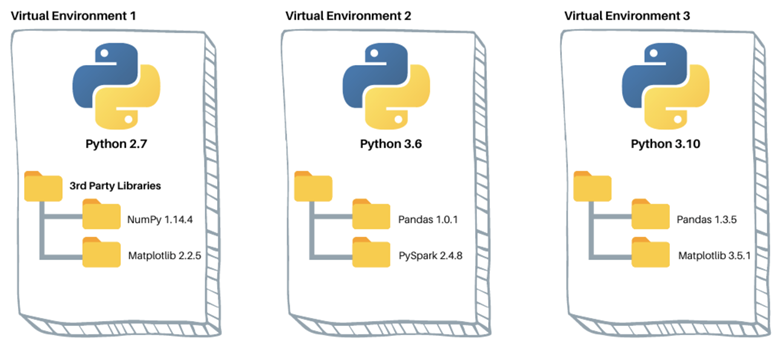 Virtual Environment 1
Python 2.7
3rd Party Libraries
NumPy 1.14.4
Matplotlib 2.2.5
Virtual Environment 2
Python 3.6
Pandas 1.0.1
PySpark 2.4.8
Virtual Environment 3
Python 3.10
Pandas 1.3.5
Matplotlib 3.5.1